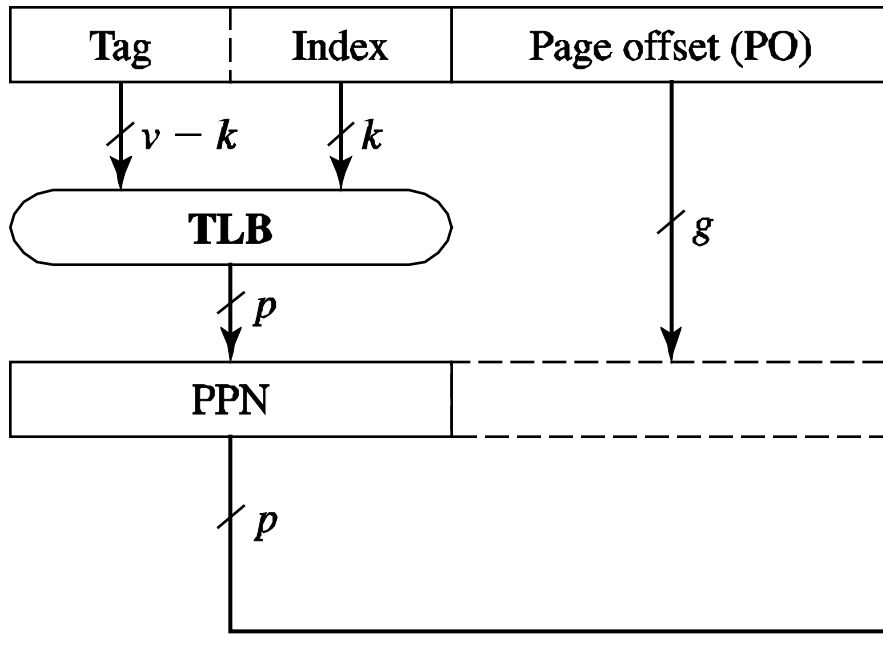 Tag Index Page offset (PO)
v − k k
TLB
g
p
PPN
p